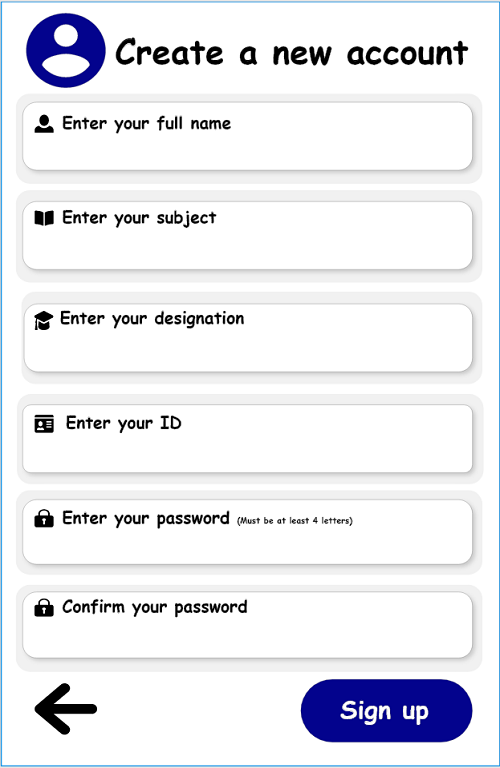 Create a new account
Enter your full name
Enter your subject
Enter your designation
Enter your ID
Enter your password (Must be at least 4 letters)
Confirm your password
Sign up